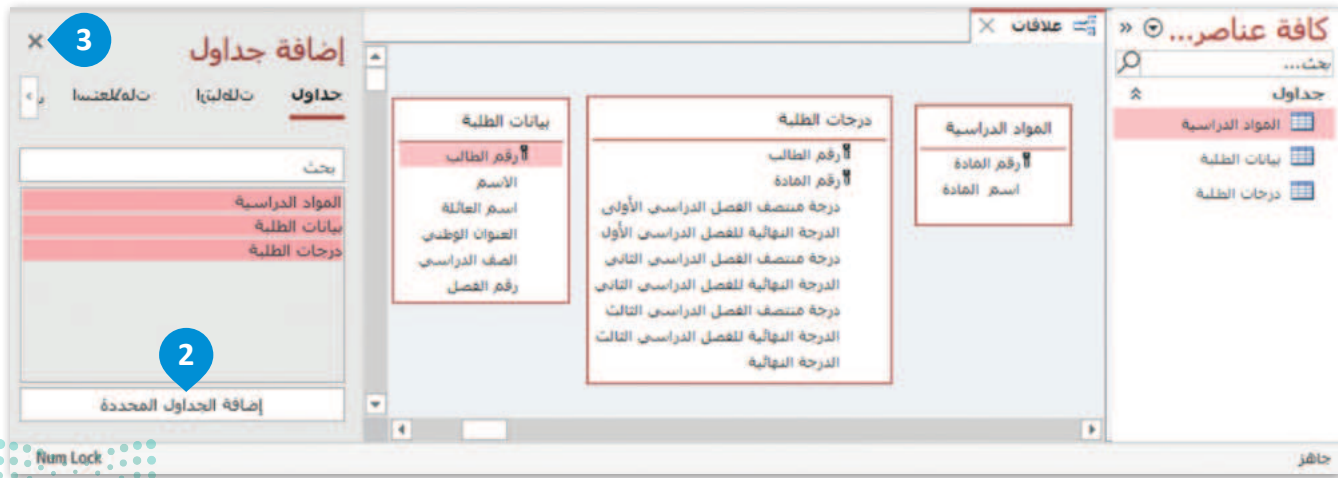 كافة عناصر...
بحث...
جداول
المواد الدراسية
بيانات الطلبة
درجات الطلبة
علاقات
المواد الدراسية
رقم المادة
اسم المادة
درجات الطلبة
رقم الطالب
رقم المادة
درجة منتصف الفصل الدراسي الأولى
الدرجة النهائية للفصل الدراسي الأول
درجة منتصف الفصل الدراسي الثاني
الدرجة النهائية للفصل الدراسي الثاني
درجة منتصف الفصل الدراسي الثالث
الدرجة النهائية للفصل الدراسي الثالث
الدرجة النهائية
بيانات الطلبة
رقم الطالب
الاسم
اسم العائلة
العنوان الوطني
الصف الدراسي
رقم الفصل
3
إضافة جداول
جداول
بحث
المواد الدراسية
بيانات الطلبة
درجات الطلبة
2
إضافة الجداول المحددة
جاهز
Num Lock